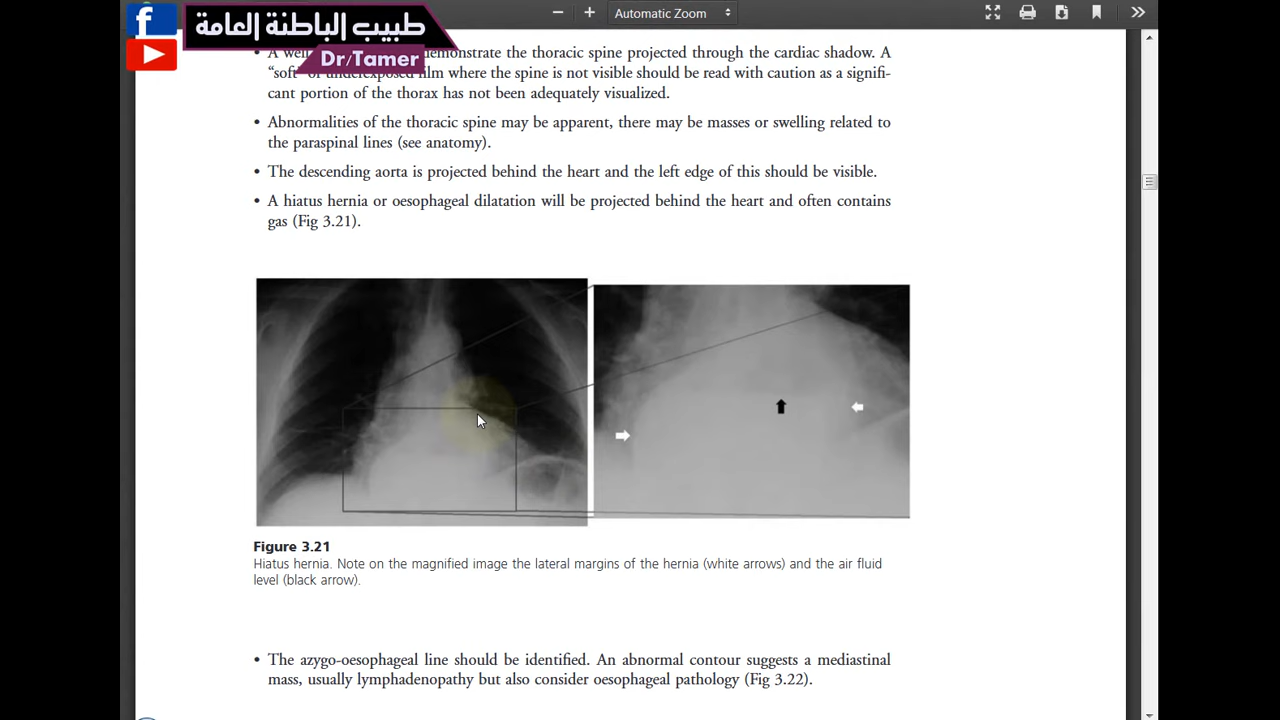 Automatic Zoom
طبيب الباطنة العامة
Dr/Tamer
• A well demonstrate the thoracic spine projected through the cardiac shadow. A
“soft” or underexposed film where the spine is not visible should be read with caution as a signifi-
cant portion of the thorax has not been adequately visualized.
• Abnormalities of the thoracic spine may be apparent, there may be masses or swelling related to
the paraspinal lines (see anatomy).
• The descending aorta is projected behind the heart and the left edge of this should be visible.
• A hiatus hernia or oesophageal dilatation will be projected behind the heart and often contains
gas (Fig 3.21).
Figure 3.21
Hiatus hernia. Note on the magnified image the lateral margins of the hernia (white arrows) and the air fluid
level (black arrow).
• The azygo-oesophageal line should be identified. An abnormal contour suggests a mediastinal
mass, usually lymphadenopathy but also consider oesophageal pathology (Fig 3.22).